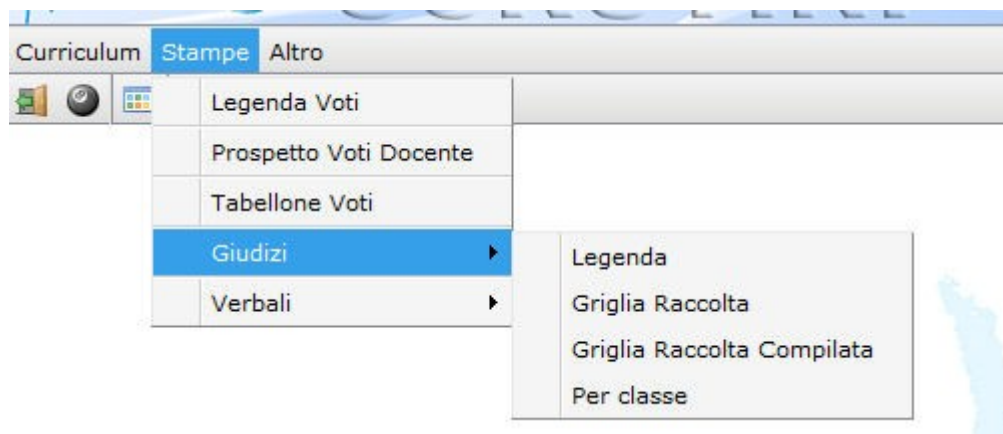 Curriculum Stampe Altro
Legenda Voti
Prospetto Voti Docente
Tabellone Voti
Giudizi
Legenda
Verbali
Griglia Raccolta
Griglia Raccolta Compilata
Per classe